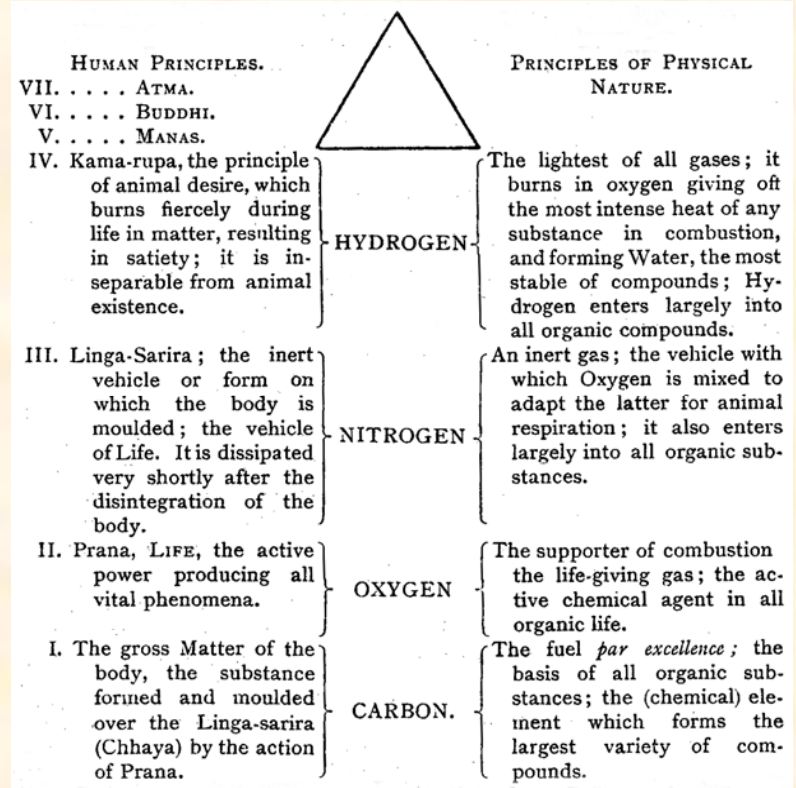 HUMAN PRINCIPLES.
VII. . . . . ATMA.
VI. . . . . BUDDHI.
V. . . . . MANAS.
PRINCIPLES OF PHYSICAL
NATURE.
IV. Kama-rupa, the principle
of animal desire, which
burns fiercely during
life in matter, resulting
in satiety; it is in-
separable from animal
existence.
HYDROGEN
The lightest of all gases; it
burns in oxygen giving oft
the most intense heat of any
substance in combustion,
and forming Water, the most
stable of compounds; Hy-
drogen enters largely into
all organic compounds.
III. Linga-Sarira; the inert
vehicle or form on
which the body is
moulded; the vehicle
of Life. It is dissipated
very shortly after the
disintegration of the
body.
NITROGEN
An inert gas; the vehicle with
which Oxygen is mixed to
adapt the latter for animal
respiration; it also enters
largely into all organic sub-
stances.
II. Prana, LIFE, the active
power producing all
vital phenomena.
OXYGEN
The supporter of combustion
the life-giving gas; the ac-
tive chemical agent in all
organic life.
I. The gross Matter of the
body, the substance
formed and moulded
over the Linga-sarira
(Chhaya) by the action
of Prana.
CARBON.
The fuel par excellence; the
basis of all organic sub-
stances; the (chemical) ele-
ment which forms the
largest variety of com-
pounds.